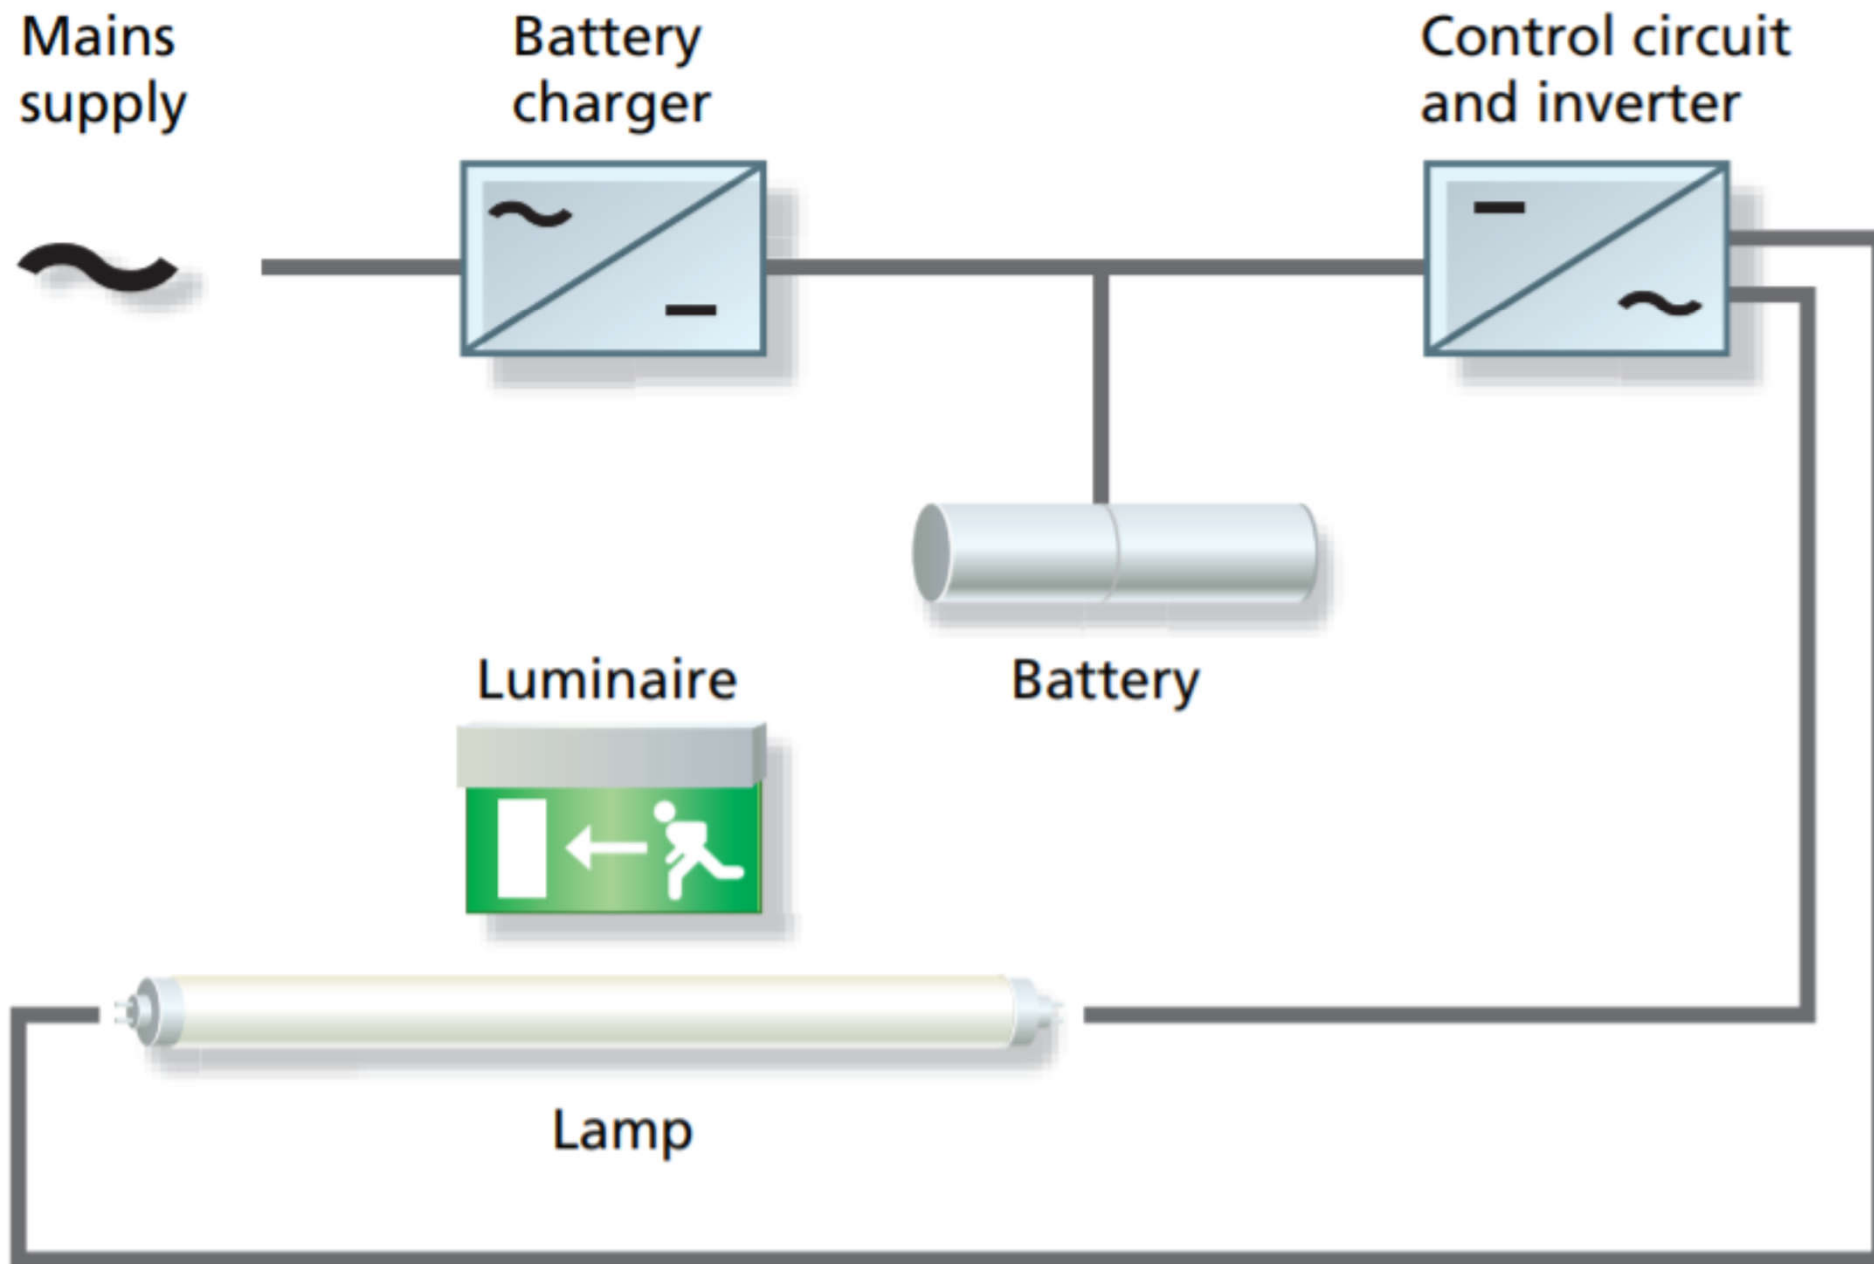 Mains
supply
Battery
charger
Control circuit
and inverter
Luminaire
Battery
Lamp